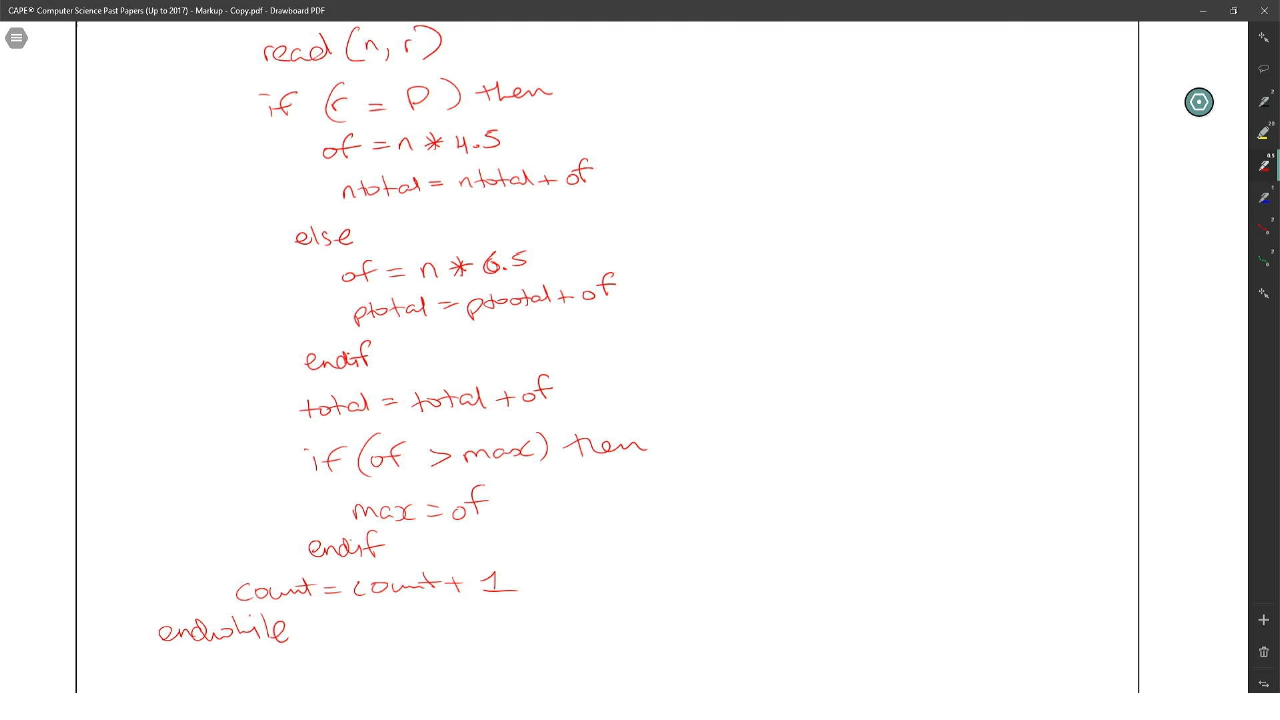 CAPE® Computer Science Past Papers (Up to 2017) - Markup - Copy.pdf - Drawboard PDF
read (n, r)
if (r = P) then
of = n * 4.5
ntotal = ntotal + of
else
of = n * 6.5
ptotal = ptootal + of
endif
total = total + of
if (of > max) then
max = of
endif
count = count + 1
endwhile